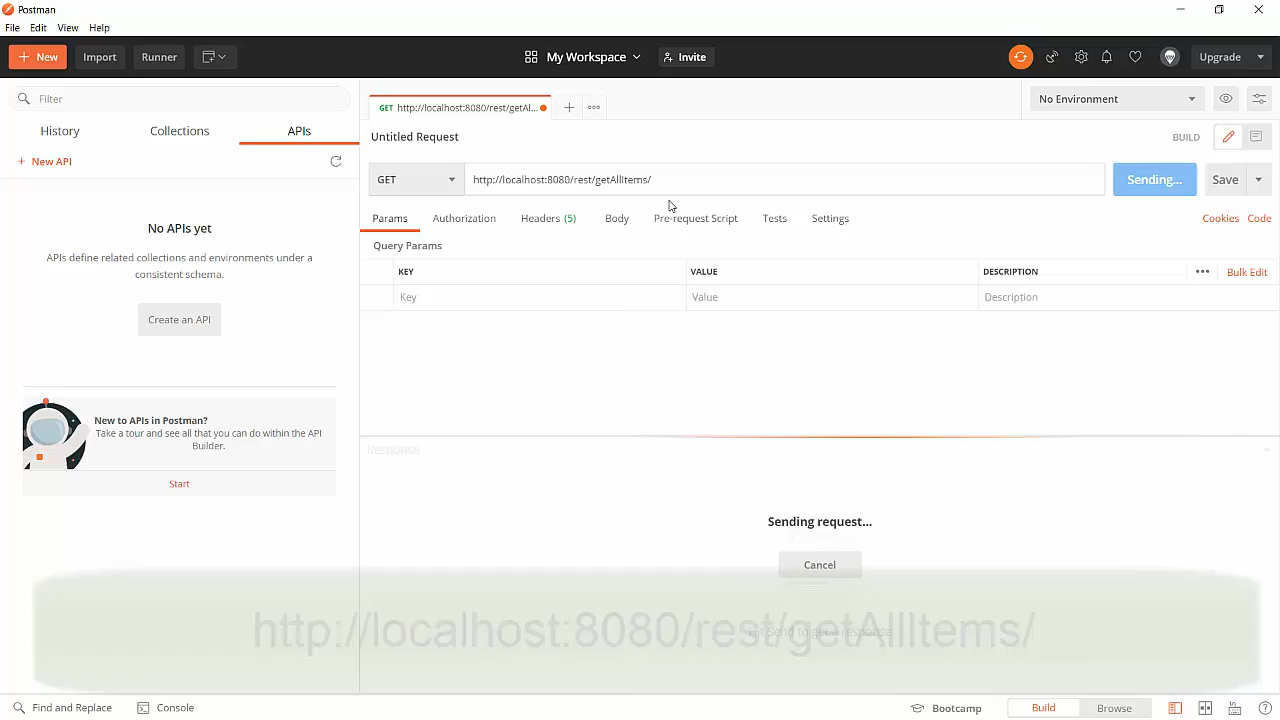 Postman
File Edit View Help
+ New Import Runner My Workspace Invite Upgrade
Filter
GET http://localhost:8080/rest/getAl...
No Environment
History Collections APIs
Untitled Request
BUILD
+ New API
GET http://localhost:8080/rest/getAllItems/ Sending... Save
Params Authorization Headers (5) Body Pre-request Script Tests Settings Cookies Code
No APIs yet
APIs define related collections and environments under a
consistent schema.
Create an API
Query Params
KEY VALUE DESCRIPTION Bulk Edit
Key Value Description
New to APIs in Postman?
Take a tour and see all that you can do within the API
Builder.
Start
Response
Sending request...
Cancel
Hit Send to get a response
http://localhost:8080/rest/getAllItems/
Find and Replace Console Bootcamp Build Browse